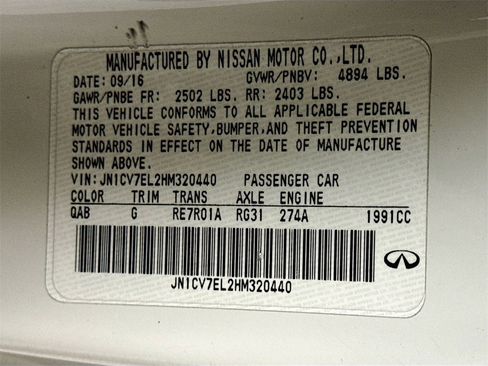 MANUFACTURED BY NISSAN MOTOR CO.,LTD.
DATE: 09/16 GVWR/PNBV: 4894 LBS.
GAWR/PNBE FR: 2502 LBS. RR: 2403 LBS.
THIS VEHICLE CONFORMS TO ALL APPLICABLE FEDERAL
MOTOR VEHICLE SAFETY,BUMPER,AND THEFT PREVENTION
STANDARDS IN EFFECT ON THE DATE OF MANUFACTURE
SHOWN ABOVE.
VIN:JN1CV7EL2HM320440 PASSENGER CAR
COLOR TRIM TRANS AXLE ENGINE
QAB G RE7R01A RG31 274A 1991CC
JN1CV7EL2HM320440